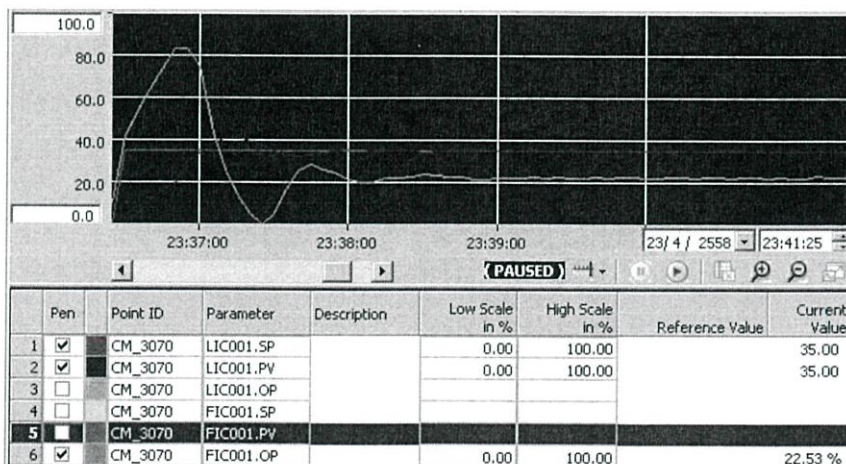 100.0
80.0
60.0
40.0
20.0
0.0
23:37:00 23:38:00 23:39:00 23/ 4 / 2558 23:41:25
(PAUSED)
Pen Point ID Parameter Description Low Scale in % High Scale in % Reference Value Current Value
1 CM_3070 LIC001.SP 0.00 100.00 35.00
2 CM_3070 LIC001.PV 0.00 100.00 35.00
3 CM_3070 LIC001.OP
4 CM_3070 FIC001.SP
5 CM_3070 FIC001.PV
6 CM_3070 FIC001.OP 0.00 100.00 22.53 %